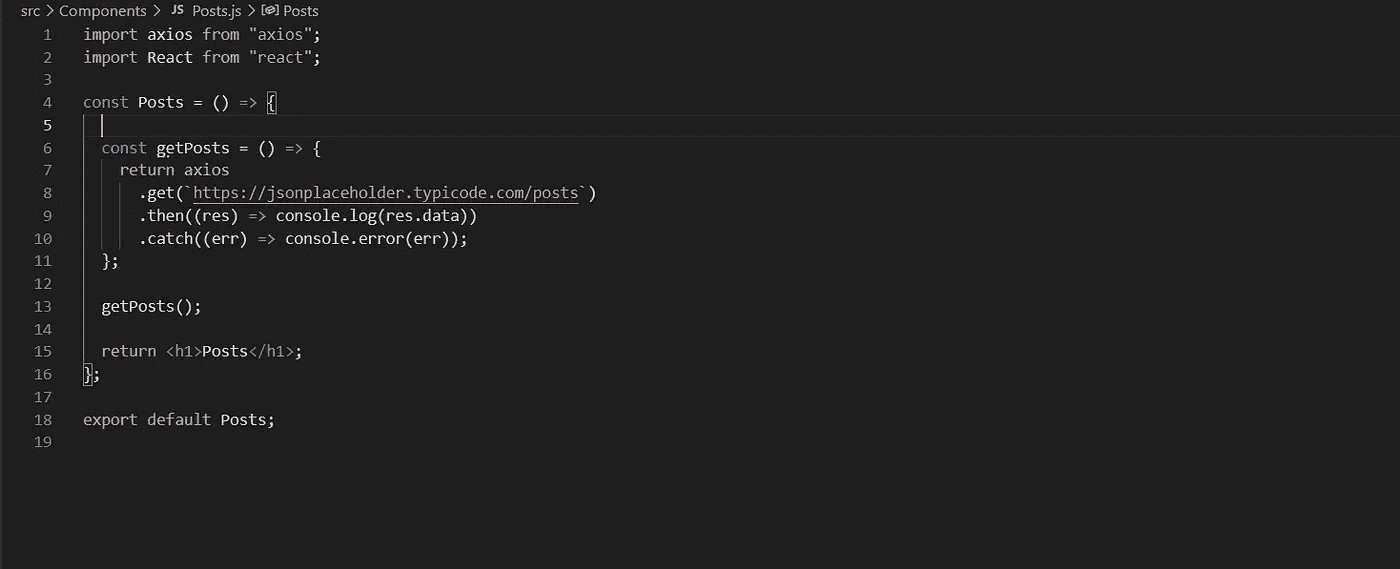 src > Components > JS Posts.js > Posts
1 import axios from "axios";
2 import React from "react";
3
4 const Posts = () => {
5
6   const getPosts = () => {
7     return axios
8       .get(`https://jsonplaceholder.typicode.com/posts`)
9       .then((res) => console.log(res.data))
10       .catch((err) => console.error(err));
11   };
12
13   getPosts();
14
15   return <h1>Posts</h1>;
16 };
17
18 export default Posts;
19